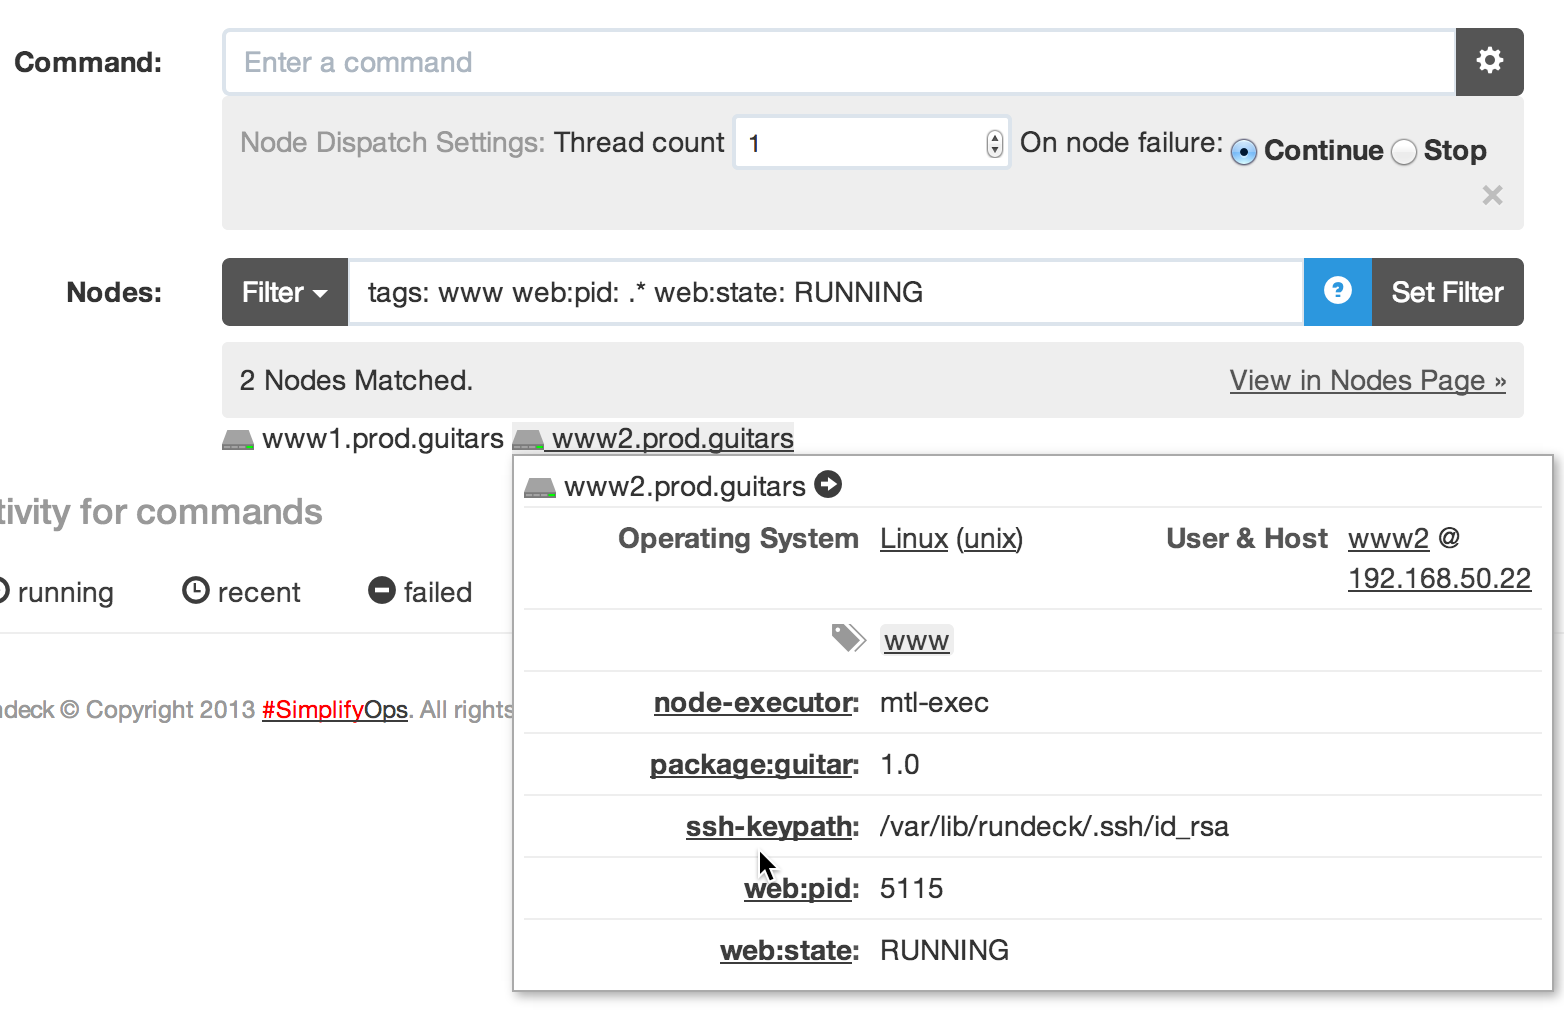 Command: Enter a command
Node Dispatch Settings: Thread count 1 On node failure: Continue Stop
Nodes: Filter tags: www web:pid: .* web:state: RUNNING ? Set Filter
2 Nodes Matched. View in Nodes Page »
www1.prod.guitars www2.prod.guitars
www2.prod.guitars
Operating System Linux (unix) User & Host www2 @
192.168.50.22
www
node-executor: mtl-exec
package:guitar: 1.0
ssh-keypath: /var/lib/rundeck/.ssh/id_rsa
web:pid: 5115
web:state: RUNNING
tivity for commands
running recent failed
ndeck © Copyright 2013 #SimplifyOps. All rights